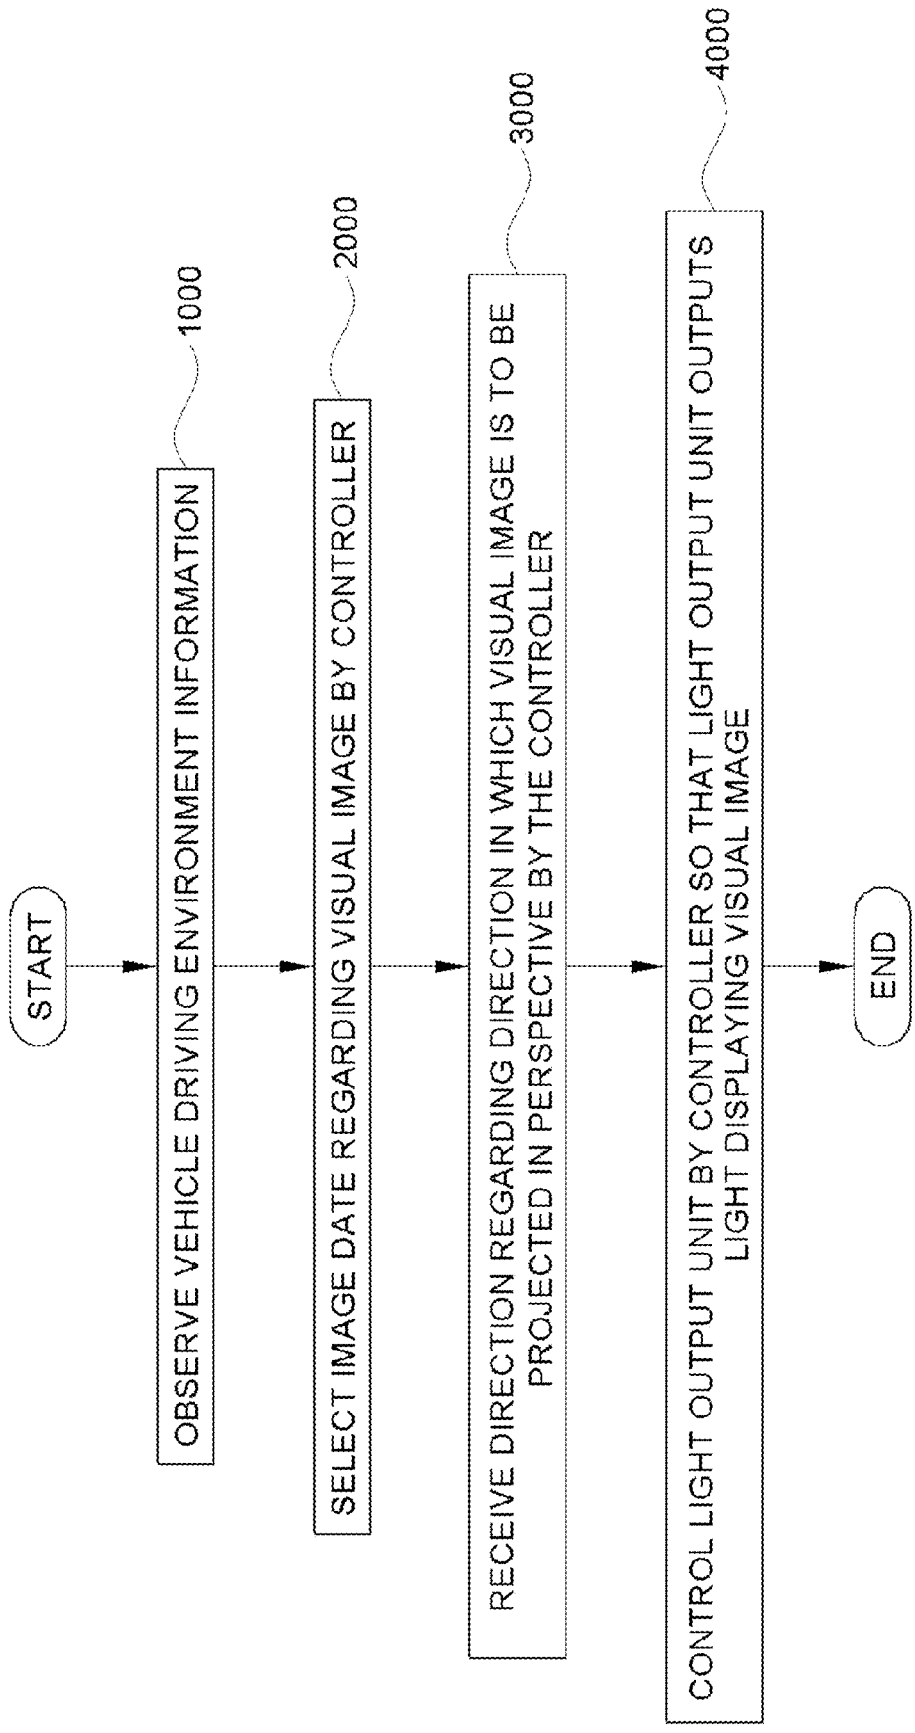 START
1000
OBSERVE VEHICLE DRIVING ENVIRONMENT INFORMATION
2000
SELECT IMAGE DATE REGARDING VISUAL IMAGE BY CONTROLLER
3000
RECEIVE DIRECTION REGARDING DIRECTION IN WHICH VISUAL IMAGE IS TO BE
PROJECTED IN PERSPECTIVE BY THE CONTROLLER
4000
CONTROL LIGHT OUTPUT UNIT BY CONTROLLER SO THAT LIGHT OUTPUT UNIT OUTPUTS
LIGHT DISPLAYING VISUAL IMAGE
END